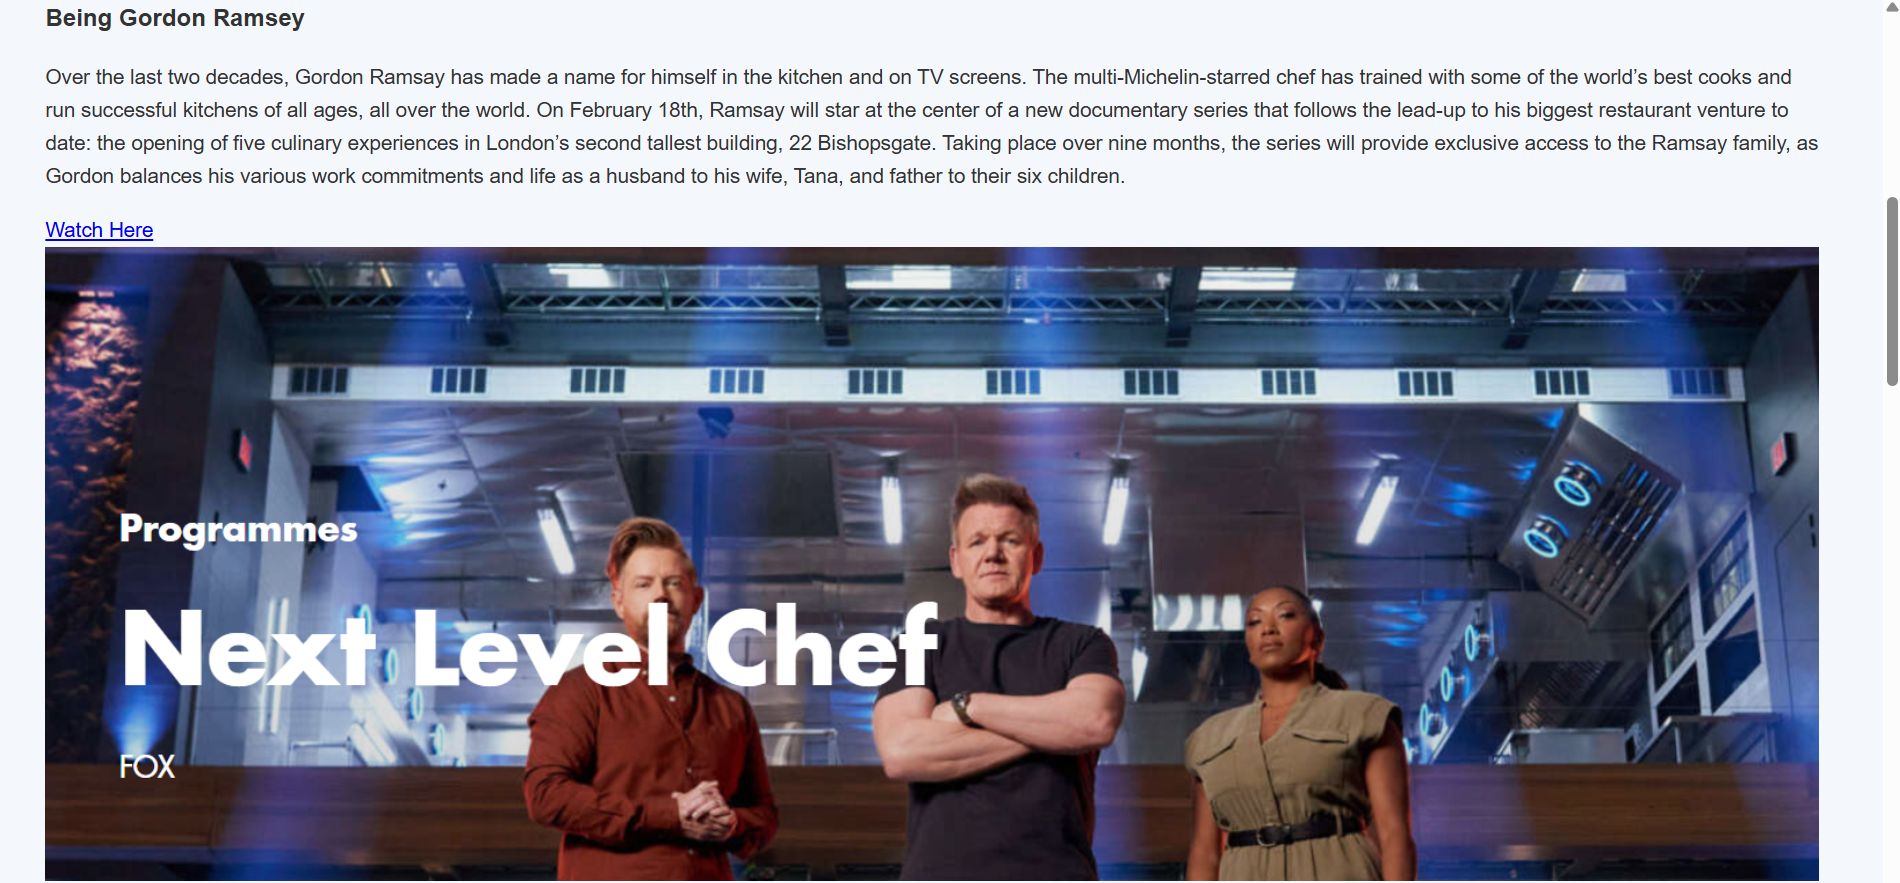 Being Gordon Ramsey
Over the last two decades, Gordon Ramsay has made a name for himself in the kitchen and on TV screens. The multi-Michelin-starred chef has trained with some of the world’s best cooks and
run successful kitchens of all ages, all over the world. On February 18th, Ramsay will star at the center of a new documentary series that follows the lead-up to his biggest restaurant venture to
date: the opening of five culinary experiences in London’s second tallest building, 22 Bishopsgate. Taking place over nine months, the series will provide exclusive access to the Ramsay family, as
Gordon balances his various work commitments and life as a husband to his wife, Tana, and father to their six children.
Watch Here
Programmes
Next Level Chef
FOX